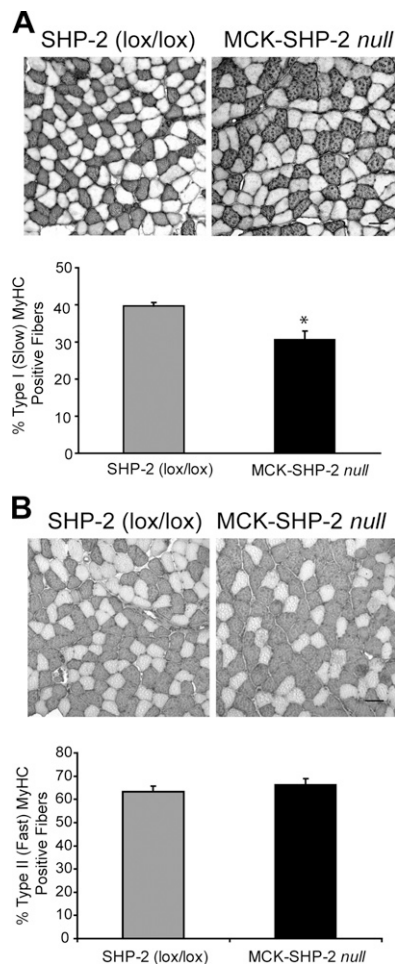 A
SHP-2 (lox/lox) MCK-SHP-2 null
50
40
30
20
10
0
% Type I (Slow) MyHC
Positive Fibers
*
SHP-2 (lox/lox) MCK-SHP-2 null
B
SHP-2 (lox/lox) MCK-SHP-2 null
80
70
60
50
40
30
20
10
0
% Type II (Fast) MyHC
Positive Fibers
SHP-2 (lox/lox) MCK-SHP-2 null